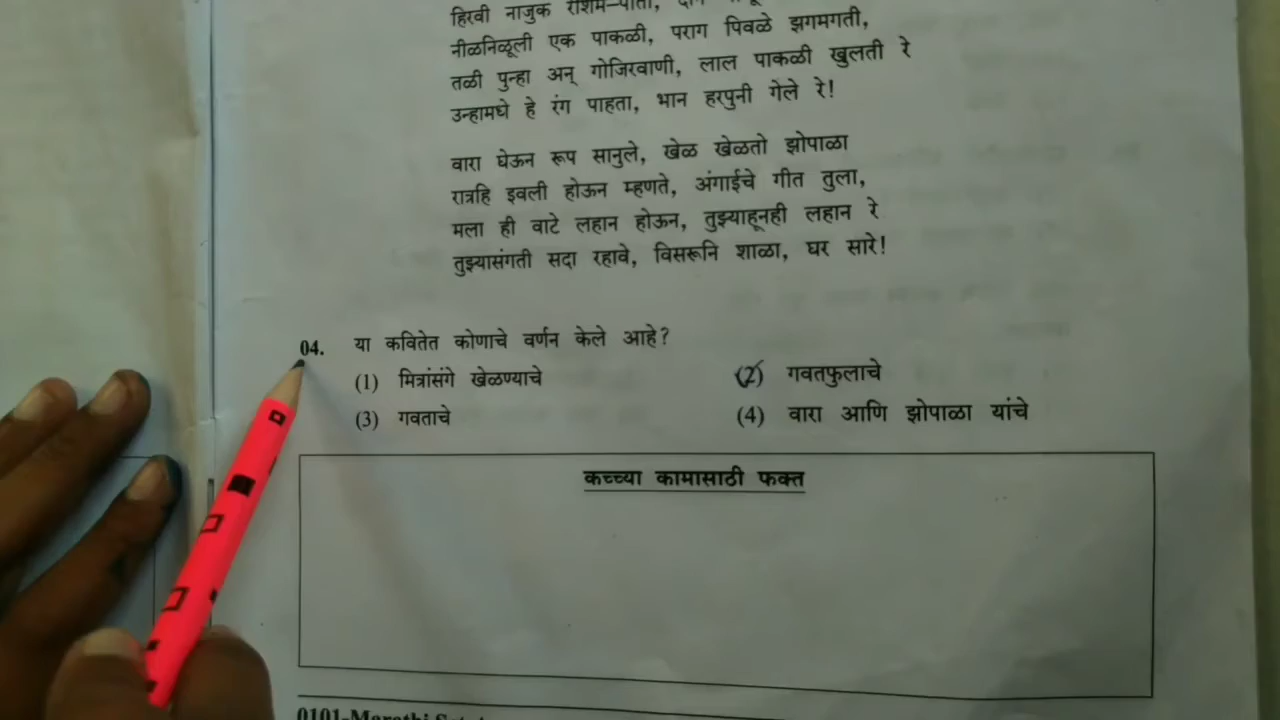 हिरवी नाजुक रेशिम-पाती,
नीळनिळूली एक पाकळी, पराग पिवळे झगमगती,
तळी पुन्हा अन् गोजिरवाणी, लाल पाकळी खुलती रे
उन्हामधे हे रंग पाहता, भान हरपुनी गेले रे!
वारा घेऊन रूप सानुले, खेळ खेळतो झोपाळा
रात्रहि इवली होऊन म्हणते, अंगाईचे गीत तुला,
मला ही वाटे लहान होऊन, तुझ्याहूनही लहान रे
तुझ्यासंगती सदा रहावे, विसरूनि शाळा, घर सारे!
04. या कवितेत कोणाचे वर्णन केले आहे?
(1) मित्रांसंगे खेळण्याचे (2) गवतफुलाचे
(3) गवताचे (4) वारा आणि झोपाळा यांचे
कच्च्या कामासाठी फक्त
0101-Marathi